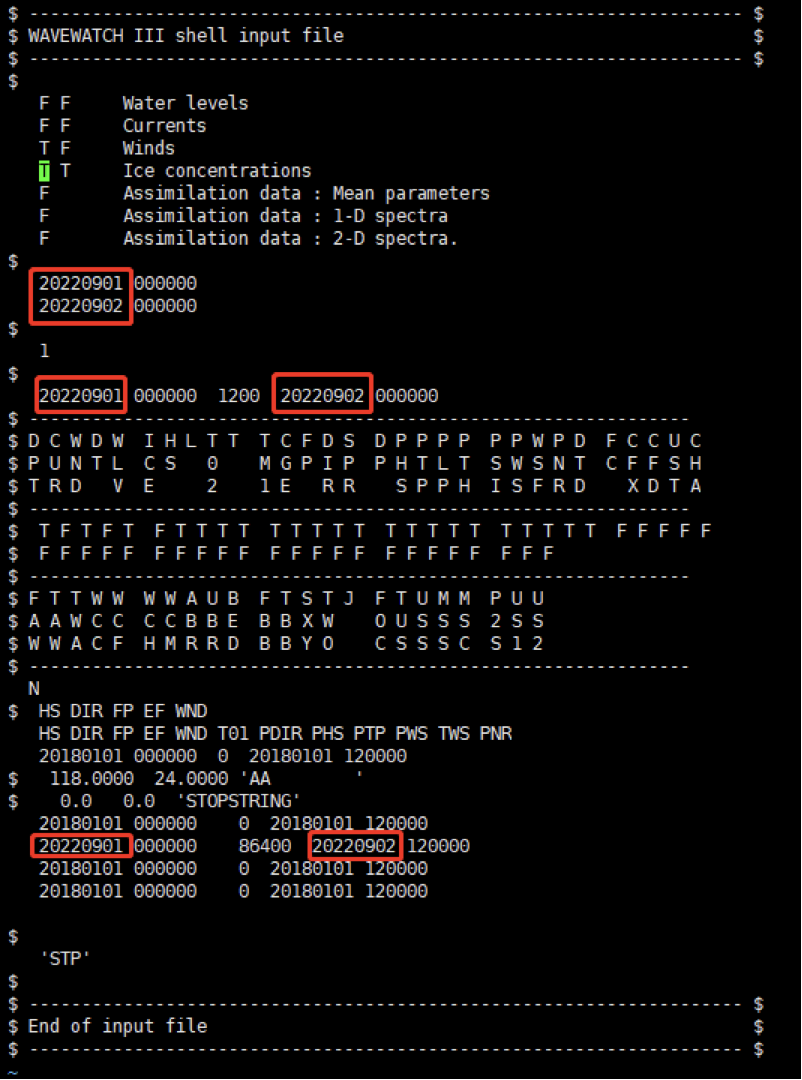 $ -------------------------------------------------------------------- $
$ WAVEWATCH III shell input file                                       $
$ -------------------------------------------------------------------- $
$
   F F     Water levels
   F F     Currents
   T F     Winds
   T T     Ice concentrations
   F       Assimilation data : Mean parameters
   F       Assimilation data : 1-D spectra
   F       Assimilation data : 2-D spectra.
$
   20220901 000000
   20220902 000000
$
   1
$
   20220901 000000  1200  20220902 000000
$ ---------------------------------------------------------------
$ D C W D W  I H L T T  T C F D S  D P P P P  P P W P D  F C C U C
$ P U N T L  C S   0    M G P I P  P H T L T  S W S N T  C F F S H
$ T R D   V  E     2    1 E   R R    S P P H  I S F R D    X D T A
$ ---------------------------------------------------------------
$  T F T F T  F T T T T  T T T T T  T T T T T  T T T T T  F F F F F
$  F F F F F  F F F F F  F F F F F  F F F F F  F F F
$ ---------------------------------------------------------------
$ F T T W W  W W A U B  F T S T J  F T U M M  P U U
$ A A W C C  C C B B E  B B X W    O U S S S  2 S S
$ W W A C F  H M R R D  B B Y O    C S S S C  S 1 2
$ ---------------------------------------------------------------
  N
$  HS DIR FP EF WND
   HS DIR FP EF WND T01 PDIR PHS PTP PWS TWS PNR
   20180101 000000  0  20180101 120000
$   118.0000  24.0000 'AA        '
$    0.0   0.0  'STOPSTRING'
   20180101 000000    0  20180101 120000
   20220901 000000    86400  20220902 120000
   20180101 000000    0  20180101 120000
   20180101 000000    0  20180101 120000
$
   'STP'
$
$ -------------------------------------------------------------------- $
$ End of input file                                                    $
$ -------------------------------------------------------------------- $
~